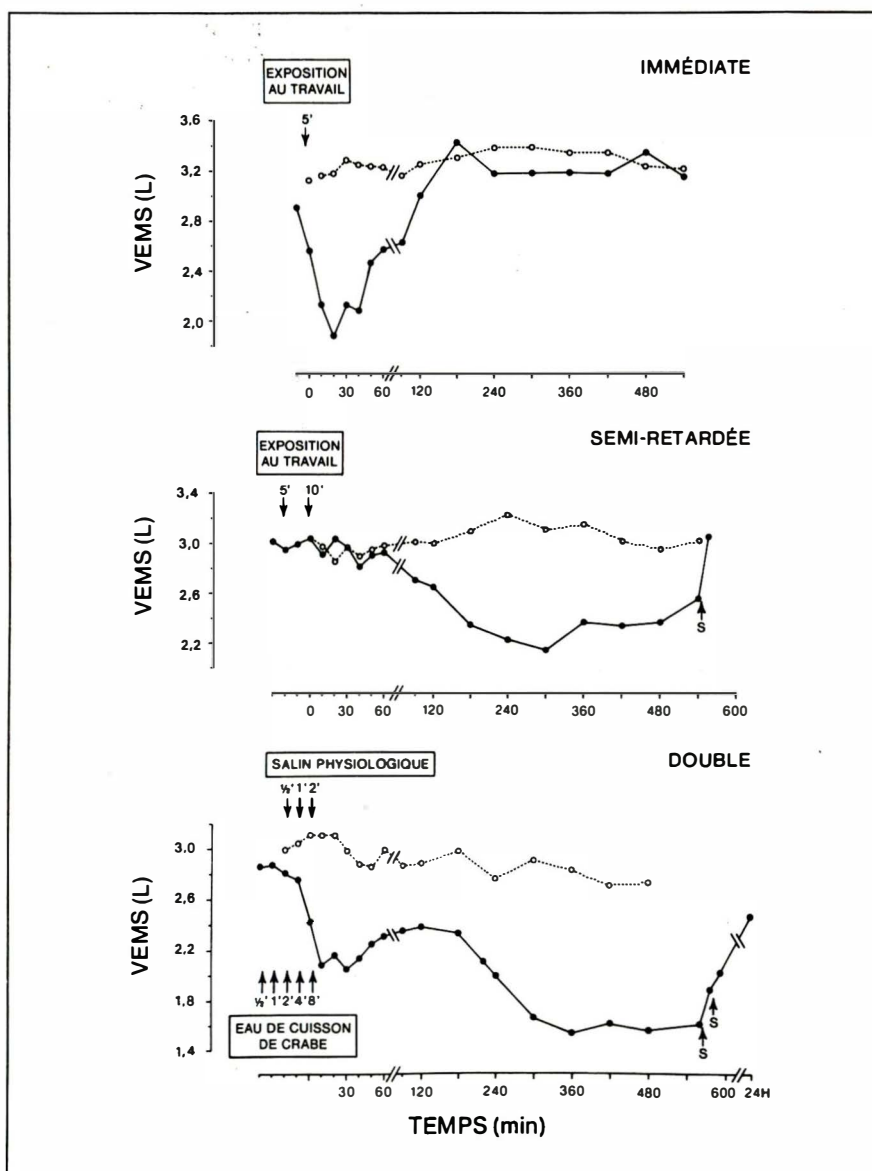 IMMÉDIATE
EXPOSITION
AU TRAVAIL
5'
3,6
3,2
2,8
2,4
2,0
VEMS (L)
0 30 60 120 240 360 480
SEMI-RETARDÉE
EXPOSITION
AU TRAVAIL
5' 10'
3,4
3,0
2,6
2,2
VEMS (L)
S
0 30 60 120 240 360 480 600
DOUBLE
SALIN PHYSIOLOGIQUE
½' 1' 2'
3,0
2,6
2,2
1,8
1,4
VEMS (L)
½' 1' 2' 4' 8'
EAU DE CUISSON
DE CRABE
S
S
30 60 120 240 360 480 600 24H
TEMPS (min)